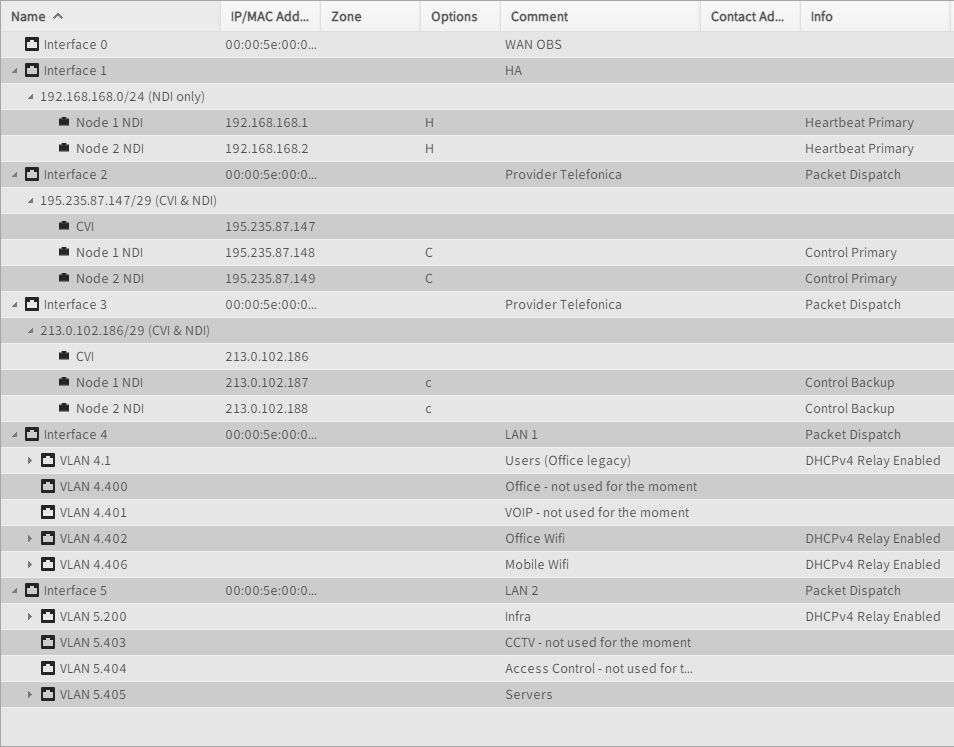 Name IP/MAC Add... Zone Options Comment Contact Ad... Info
Interface 0 00:00:5e:00:0... WAN OBS
Interface 1 HA
192.168.168.0/24 (NDI only)
Node 1 NDI 192.168.168.1 H Heartbeat Primary
Node 2 NDI 192.168.168.2 H Heartbeat Primary
Interface 2 00:00:5e:00:0... Provider Telefonica Packet Dispatch
195.235.87.147/29 (CVI & NDI)
CVI 195.235.87.147
Node 1 NDI 195.235.87.148 C Control Primary
Node 2 NDI 195.235.87.149 C Control Primary
Interface 3 00:00:5e:00:0... Provider Telefonica Packet Dispatch
213.0.102.186/29 (CVI & NDI)
CVI 213.0.102.186
Node 1 NDI 213.0.102.187 c Control Backup
Node 2 NDI 213.0.102.188 c Control Backup
Interface 4 00:00:5e:00:0... LAN 1 Packet Dispatch
VLAN 4.1 Users (Office legacy) DHCPv4 Relay Enabled
VLAN 4.400 Office - not used for the moment
VLAN 4.401 VOIP - not used for the moment
VLAN 4.402 Office Wifi DHCPv4 Relay Enabled
VLAN 4.406 Mobile Wifi DHCPv4 Relay Enabled
Interface 5 00:00:5e:00:0... LAN 2 Packet Dispatch
VLAN 5.200 Infra DHCPv4 Relay Enabled
VLAN 5.403 CCTV - not used for the moment
VLAN 5.404 Access Control - not used for t...
VLAN 5.405 Servers